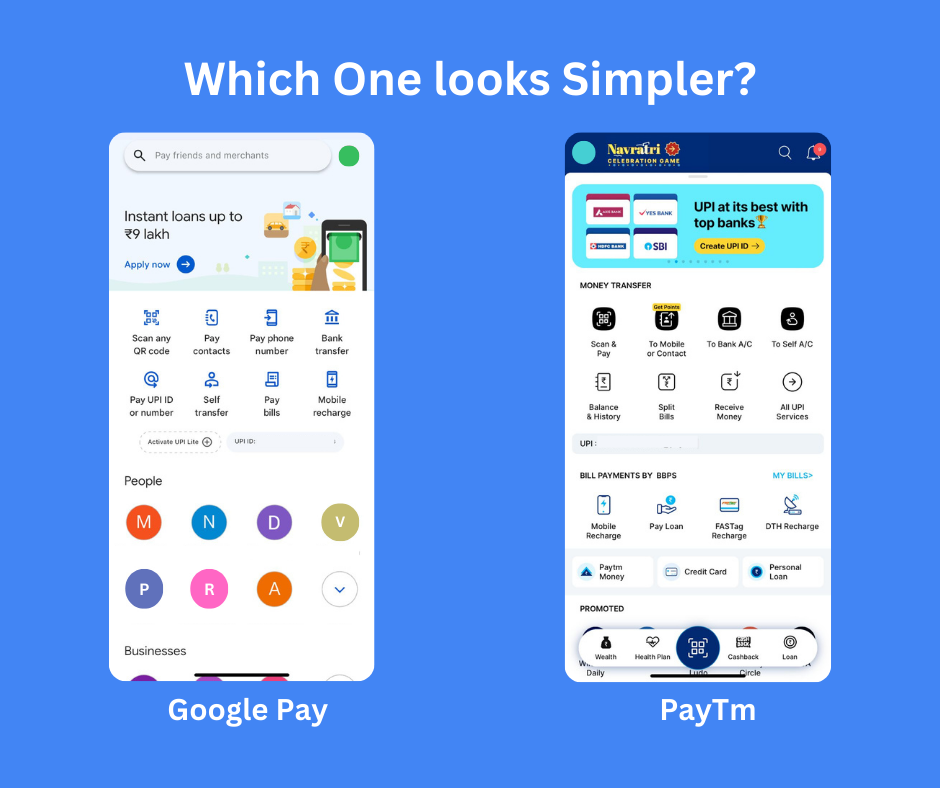 Which One looks Simpler?
Pay friends and merchants
Instant loans up to
₹9 lakh
Apply now
Scan any
QR code
Pay
contacts
Pay phone
number
Bank
transfer
Pay UPI ID
or number
Self
transfer
Pay
bills
Mobile
recharge
Activate UPI Lite
UPI ID:
People
M
N
D
V
P
R
A
Businesses
Google Pay
Navratri
CELEBRATION GAME
AXIS BANK
YES BANK
HDFC BANK
SBI
UPI at its best with
top banks
Create UPI ID →
MONEY TRANSFER
Scan &
Pay
Get Points
To Mobile
or Contact
To Bank A/C
To Self A/C
Balance
& History
Split
Bills
Receive
Money
All UPI
Services
UPI :
BILL PAYMENTS BY BBPS
MY BILLS>
Mobile
Recharge
Pay Loan
FASTag
Recharge
DTH Recharge
Paytm
Money
Credit Card
Personal
Loan
PROMOTED
Wealth
Health Plan
Cashback
Loan
Daily
Ludo
Circle
PayTm